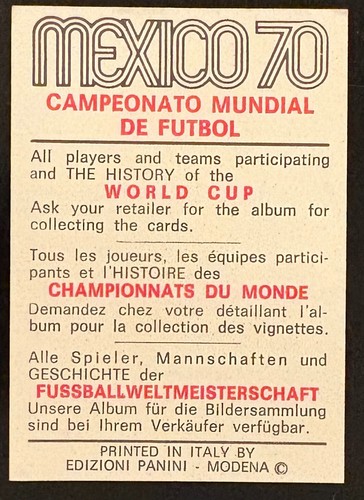 MEXICO 70
CAMPEONATO MUNDIAL
DE FUTBOL
All players and teams participating
and THE HISTORY of the
WORLD CUP
Ask your retailer for the album for
collecting the cards.
Tous les joueurs, les équipes partici-
pants et l'HISTOIRE des
CHAMPIONNATS DU MONDE
Demandez chez votre détaillant l'al-
bum pour la collection des vignettes.
Alle Spieler, Mannschaften und
GESCHICHTE der
FUSSBALLWELTMEISTERSCHAFT
Unsere Album für die Bildersammlung
sind bei Ihrem Verkäufer verfügbar.
PRINTED IN ITALY BY
EDIZIONI PANINI - MODENA ©